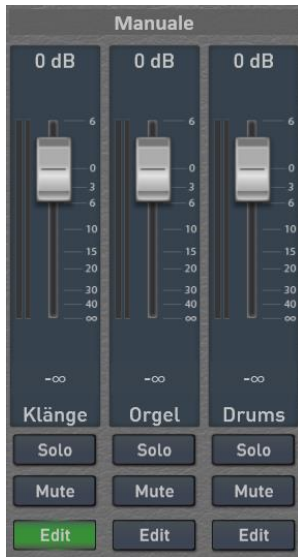 Manuale
0 dB 0 dB 0 dB
6 6 6
0 0 0
3 3 3
6 6 6
10 10 10
15 15 15
20 20 20
30 30 30
40 40 40
∞ ∞ ∞
-∞ -∞ -∞
Klänge Orgel Drums
Solo Solo Solo
Mute Mute Mute
Edit Edit Edit